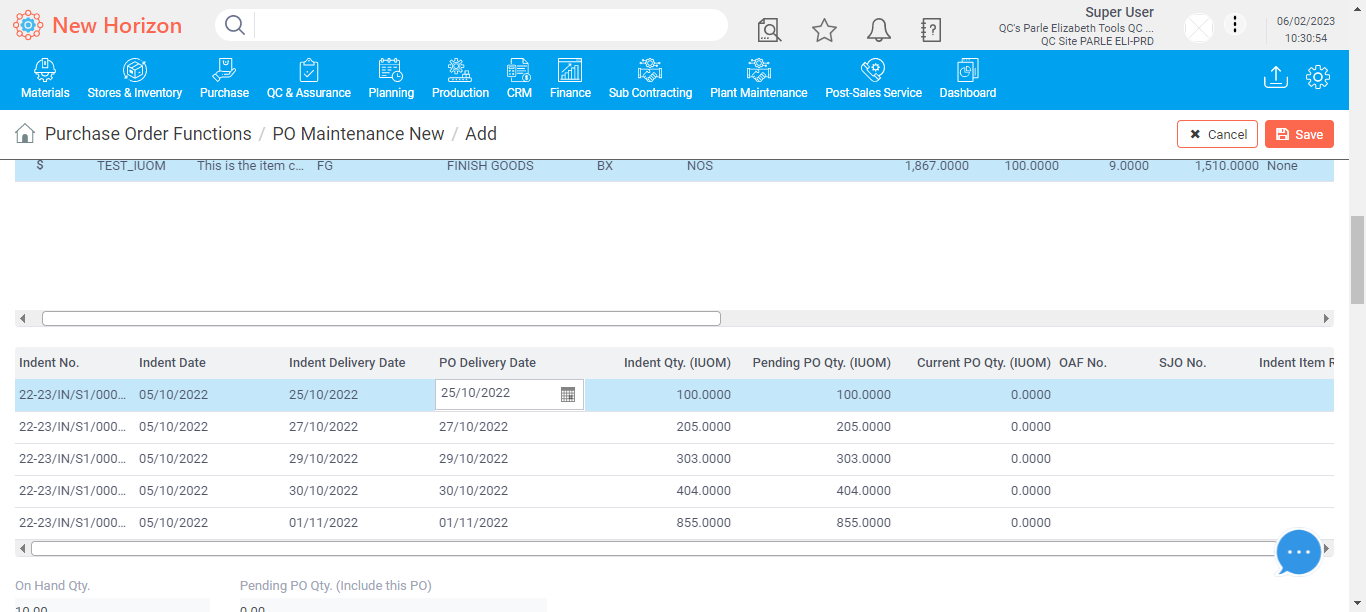 New Horizon
Super User
QC's Parle Elizabeth Tools QC ...
QC Site PARLE ELI-PRD
06/02/2023
10:30:54
Materials Stores & Inventory Purchase QC & Assurance Planning Production CRM Finance Sub Contracting Plant Maintenance Post-Sales Service Dashboard
Purchase Order Functions / PO Maintenance New / Add
Cancel Save
$ TEST_IUOM This is the item c... FG FINISH GOODS BX NOS 1,867.0000 100.0000 9.0000 1,510.0000 None
Indent No. Indent Date Indent Delivery Date PO Delivery Date Indent Qty. (IUOM) Pending PO Qty. (IUOM) Current PO Qty. (IUOM) OAF No. SJO No. Indent Item R
22-23/IN/S1/000... 05/10/2022 25/10/2022 25/10/2022 100.0000 100.0000 0.0000
22-23/IN/S1/000... 05/10/2022 27/10/2022 27/10/2022 205.0000 205.0000 0.0000
22-23/IN/S1/000... 05/10/2022 29/10/2022 29/10/2022 303.0000 303.0000 0.0000
22-23/IN/S1/000... 05/10/2022 30/10/2022 30/10/2022 404.0000 404.0000 0.0000
22-23/IN/S1/000... 05/10/2022 01/11/2022 01/11/2022 855.0000 855.0000 0.0000
On Hand Qty. Pending PO Qty. (Include this PO)
10.00 0.00